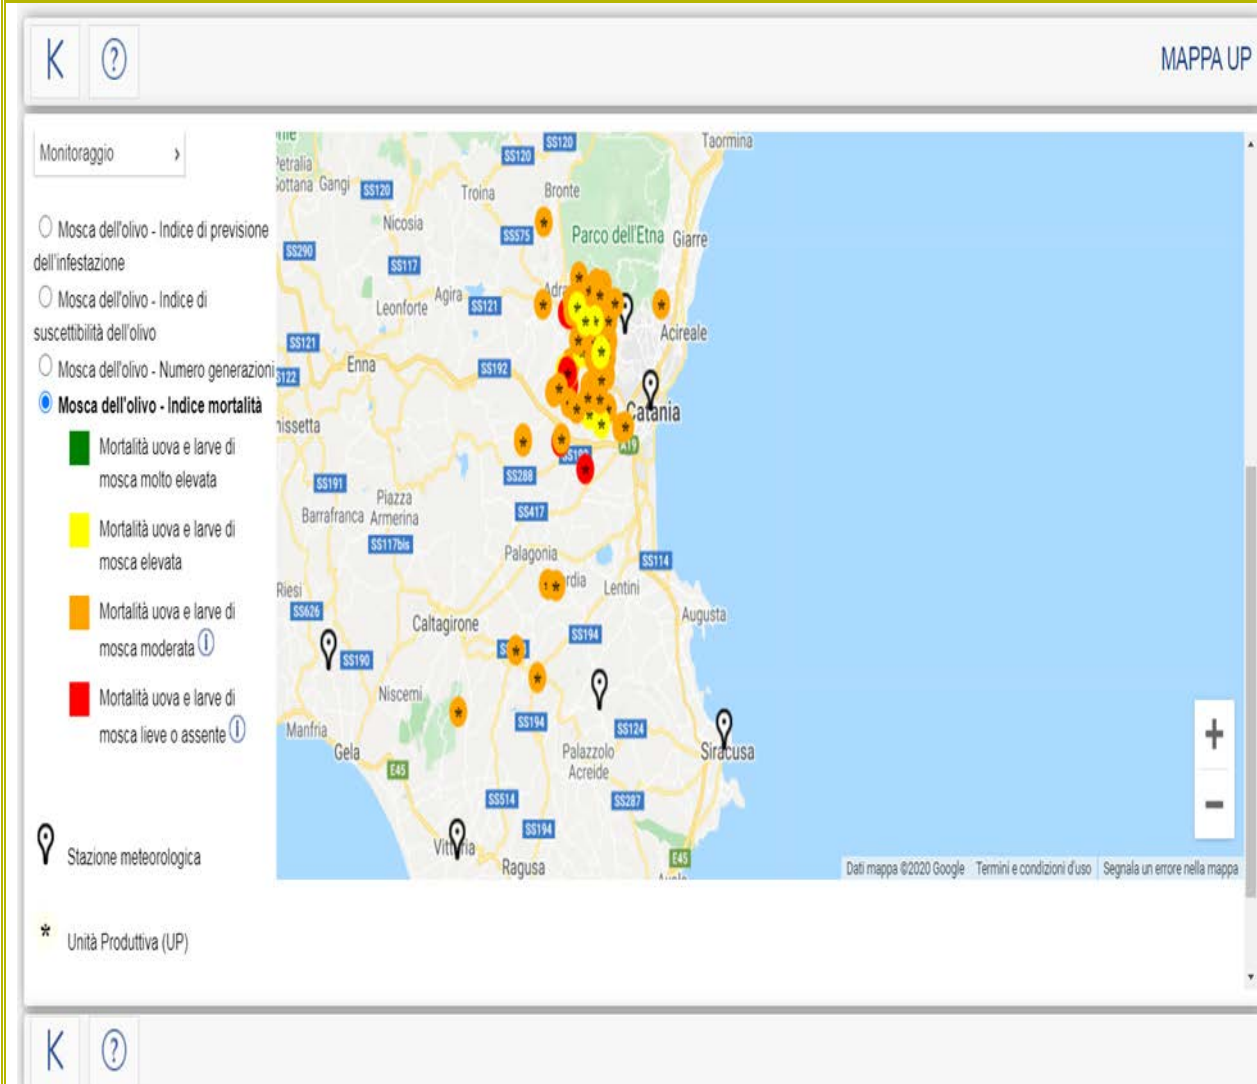 MAPPA UP
Monitoraggio
Mosca dell'olivo - Indice di previsione
dell'infestazione
Mosca dell'olivo - Indice di
suscettibilità dell'olivo
Mosca dell'olivo - Numero generazioni
Mosca dell'olivo - Indice mortalità
Mortalità uova e larve di
mosca molto elevata
Mortalità uova e larve di
mosca elevata
Mortalità uova e larve di
mosca moderata
Mortalità uova e larve di
mosca lieve o assente
Stazione meteorologica
* Unità Produttiva (UP)
SS120
Taormina
SS120
Petralia
Sottana
Gangi
SS120
Troina
Bronte
Nicosia
SS575
Parco dell'Etna
Giarre
SS290
SS117
Agira
Leonforte
SS121
Acireale
SS121
Enna
SS192
Catania
A19
SS288
SS191
Piazza
Armerina
Barrafranca
SS417
SS117bis
Palagonia
SS114
Riesi
Lentini
SS626
Caltagirone
Augusta
SS194
SS190
Niscemi
Manfria
SS194
SS124
Gela
Palazzolo
Acreide
Siracusa
E45
SS514
SS287
SS194
Vittoria
Ragusa
E45
Dati mappa ©2020 Google
Termini e condizioni d'uso
Segnala un errore nella mappa